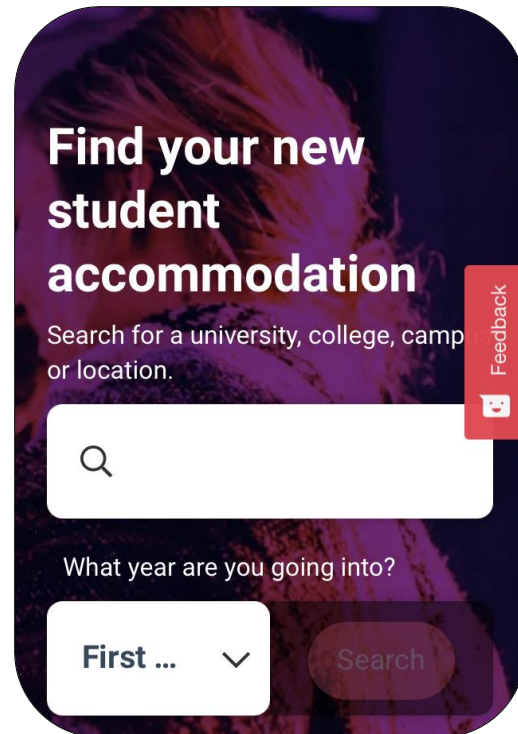 Find your new
student
accommodation
Search for a university, college, campus
or location.
Feedback
What year are you going into?
First ...
Search